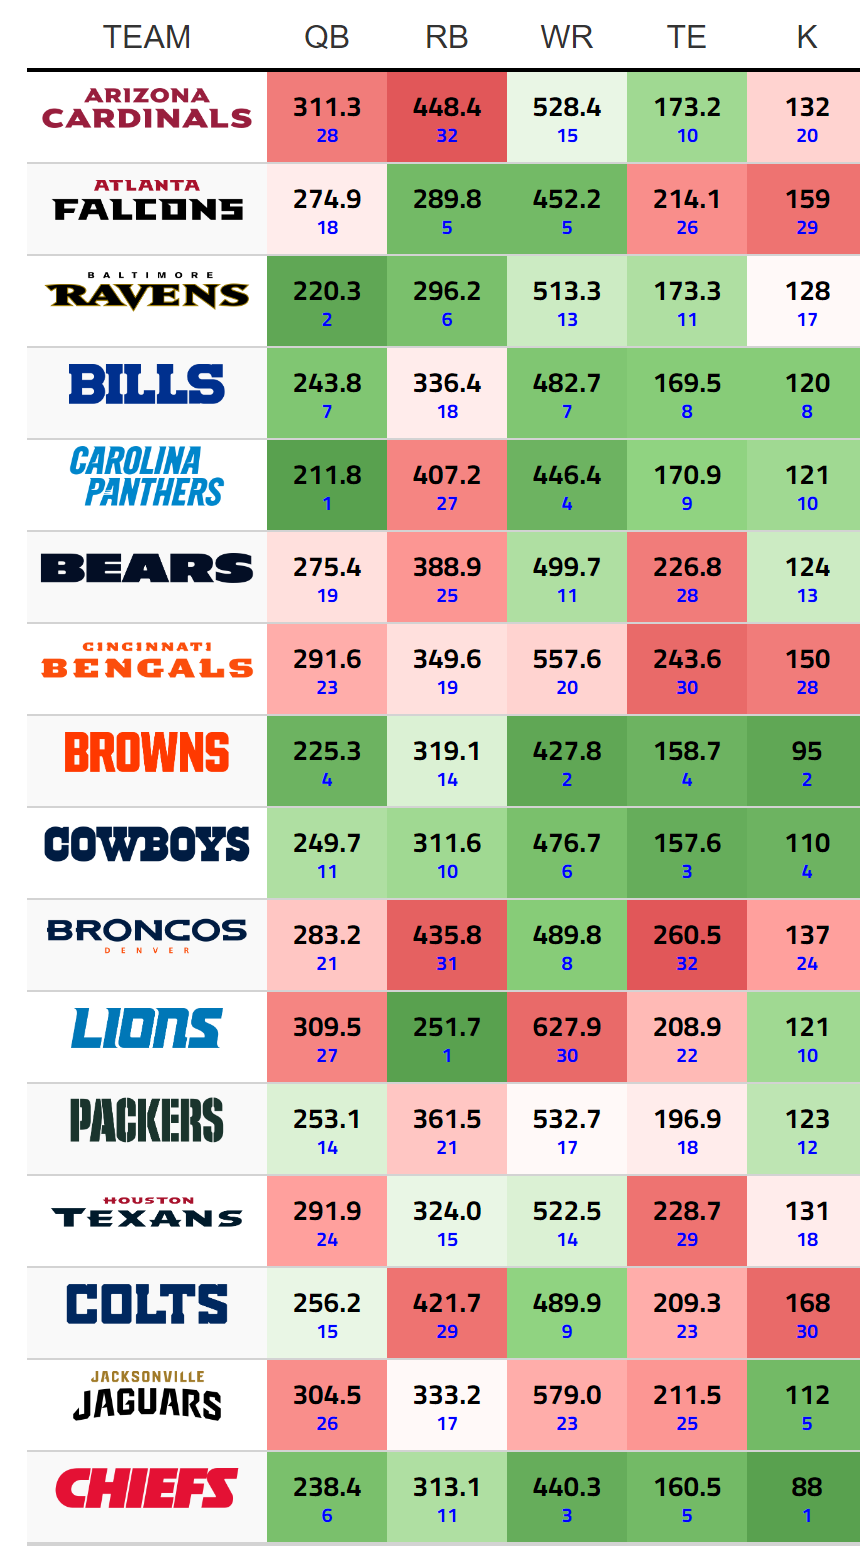 TEAM QB RB WR TE K
ARIZONA
CARDINALS
311.3 448.4 528.4 173.2 132
28 32 15 10 20
ATLANTA
FALCONS
274.9 289.8 452.2 214.1 159
18 5 5 26 29
BALTIMORE
RAVENS
220.3 296.2 513.3 173.3 128
2 6 13 11 17
BILLS
243.8 336.4 482.7 169.5 120
7 18 7 8 8
CAROLINA
PANTHERS
211.8 407.2 446.4 170.9 121
1 27 4 9 10
BEARS
275.4 388.9 499.7 226.8 124
19 25 11 28 13
CINCINNATI
BENGALS
291.6 349.6 557.6 243.6 150
23 19 20 30 28
BROWNS
225.3 319.1 427.8 158.7 95
4 14 2 4 2
COWBOYS
249.7 311.6 476.7 157.6 110
11 10 6 3 4
BRONCOS
DENVER
283.2 435.8 489.8 260.5 137
21 31 8 32 24
LIONS
309.5 251.7 627.9 208.9 121
27 1 30 22 10
PACKERS
253.1 361.5 532.7 196.9 123
14 21 17 18 12
HOUSTON
TEXANS
291.9 324.0 522.5 228.7 131
24 15 14 29 18
COLTS
256.2 421.7 489.9 209.3 168
15 29 9 23 30
JACKSONVILLE
JAGUARS
304.5 333.2 579.0 211.5 112
26 17 23 25 5
CHIEFS
238.4 313.1 440.3 160.5 88
6 11 3 5 1